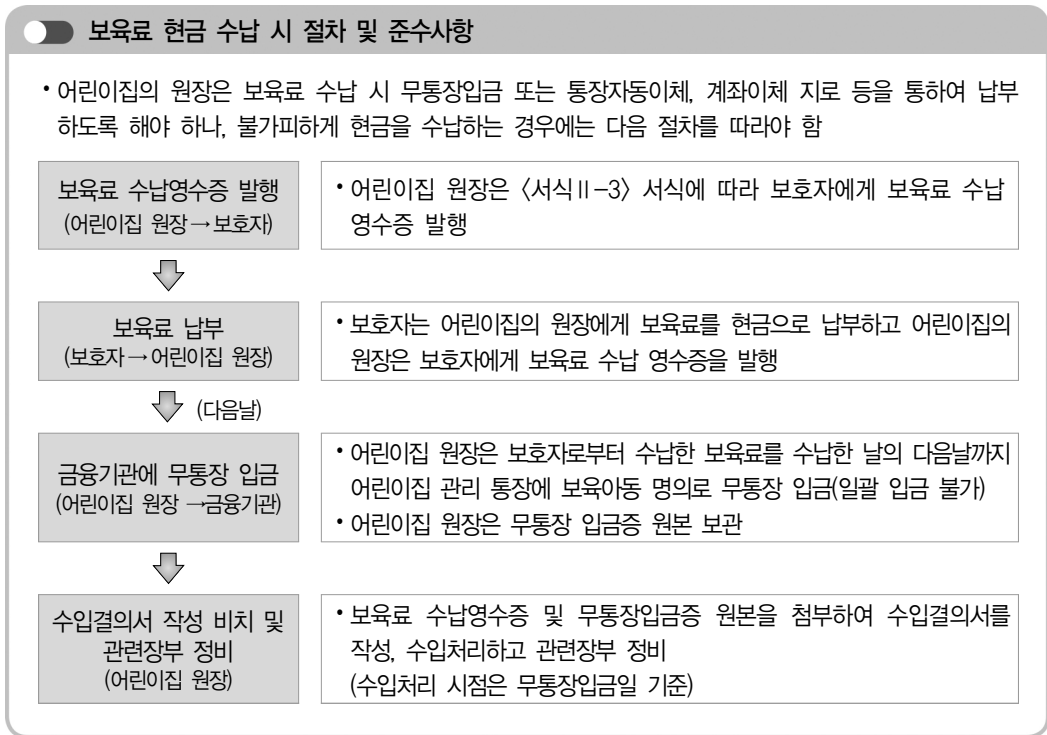 보육료 현금 수납 시 절차 및 준수사항
• 어린이집의 원장은 보육료 수납 시 무통장입금 또는 통장자동이체, 계좌이체 지로 등을 통하여 납부
하도록 해야 하나, 불가피하게 현금을 수납하는 경우에는 다음 절차를 따라야 함
보육료 수납영수증 발행
(어린이집 원장→보호자)
• 어린이집 원장은 〈서식Ⅱ-3〉 서식에 따라 보호자에게 보육료 수납
영수증 발행
보육료 납부
(보호자→어린이집 원장)
• 보호자는 어린이집의 원장에게 보육료를 현금으로 납부하고 어린이집의
원장은 보호자에게 보육료 수납 영수증을 발행
(다음날)
금융기관에 무통장 입금
(어린이집 원장 →금융기관)
• 어린이집 원장은 보호자로부터 수납한 보육료를 수납한 날의 다음날까지
어린이집 관리 통장에 보육아동 명의로 무통장 입금(일괄 입금 불가)
• 어린이집 원장은 무통장 입금증 원본 보관
수입결의서 작성 비치 및
관련장부 정비
(어린이집 원장)
• 보육료 수납영수증 및 무통장입금증 원본을 첨부하여 수입결의서를
작성, 수입처리하고 관련장부 정비
(수입처리 시점은 무통장입금일 기준)